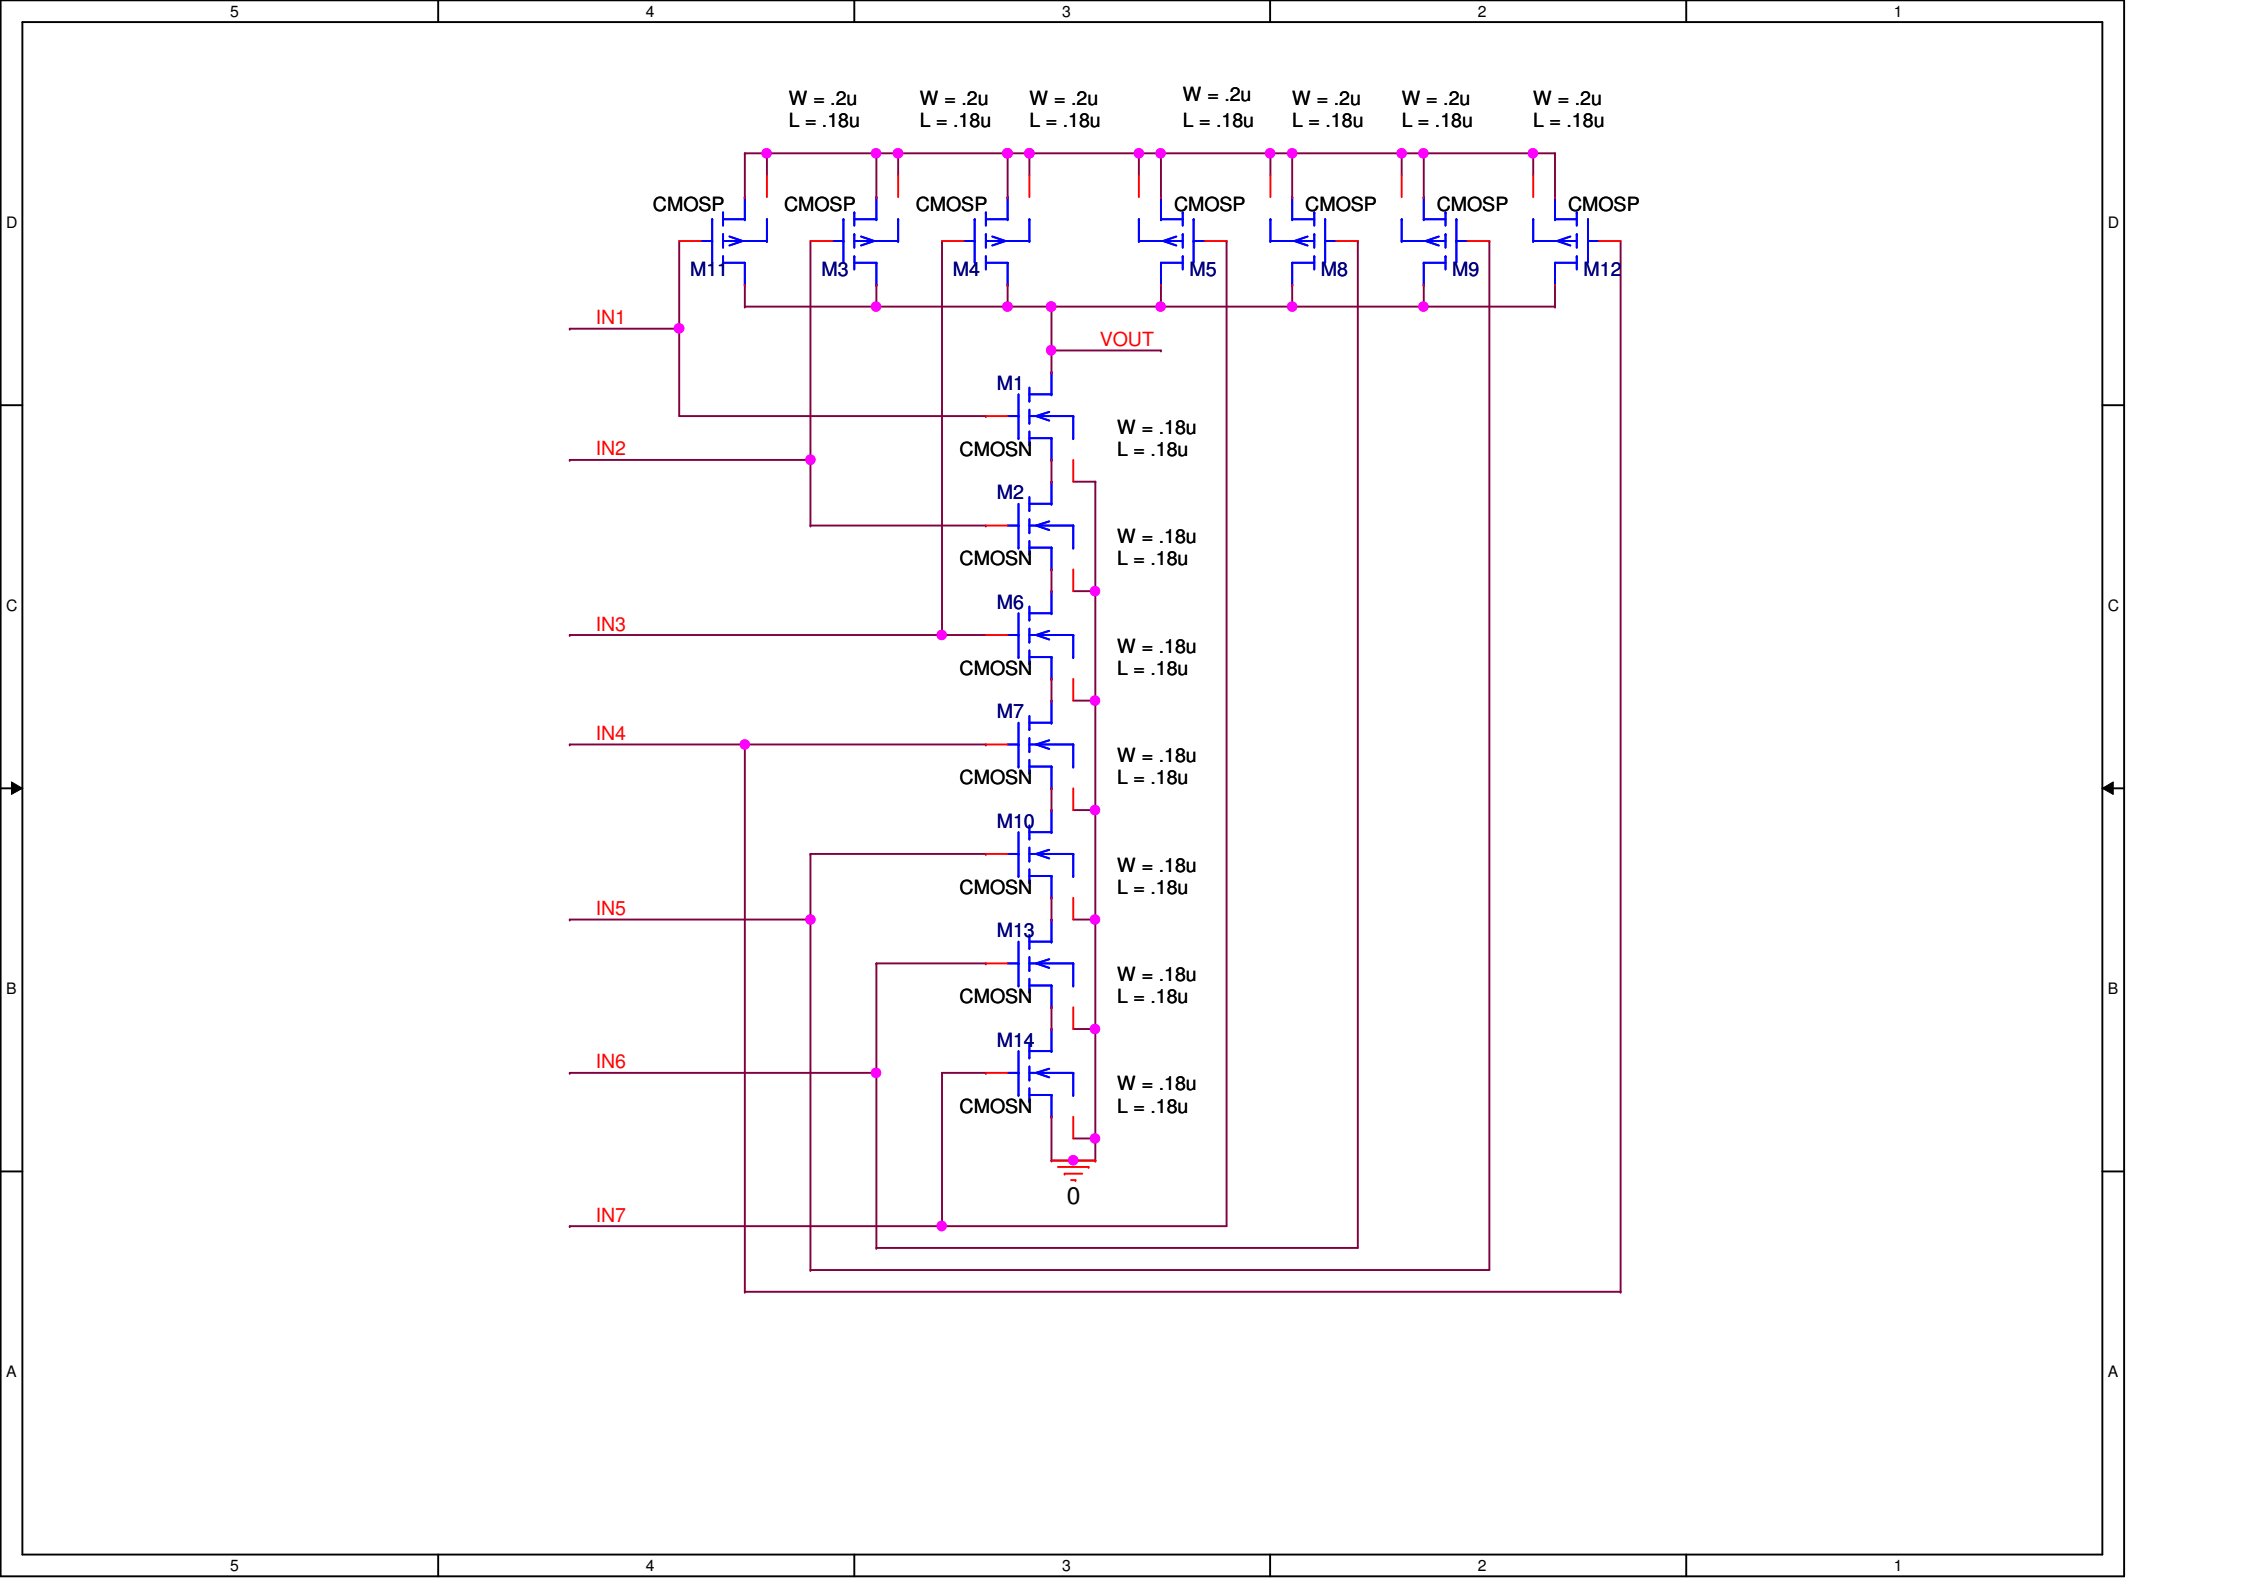 5 4 3 2 1
W = .2u W = .2u W = .2u W = .2u W = .2u W = .2u W = .2u
L = .18u L = .18u L = .18u L = .18u L = .18u L = .18u L = .18u
CMOSP CMOSP CMOSP CMOSP CMOSP CMOSP CMOSP
D D
M11 M3 M4 M5 M8 M9 M12
IN1
VOUT
M1
W = .18u
IN2 CMOSN L = .18u
M2
W = .18u
CMOSN L = .18u
C M6 C
IN3
W = .18u
CMOSN L = .18u
M7
IN4
W = .18u
CMOSN L = .18u
M10
W = .18u
CMOSN L = .18u
IN5
M13
W = .18u
B B
CMOSN L = .18u
M14
IN6
W = .18u
CMOSN L = .18u
0
IN7
A A
5 4 3 2 1